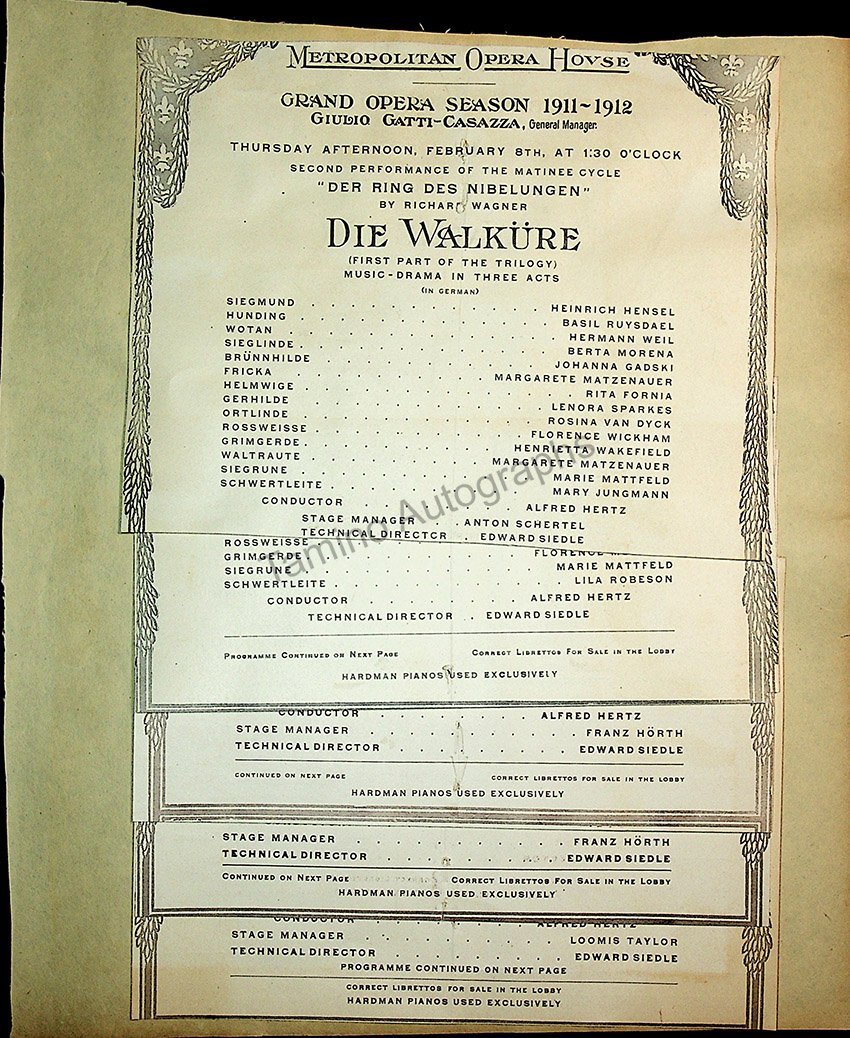 METROPOLITAN OPERA HOVSE
GRAND OPERA SEASON 1911~1912
GIULIO GATTI-CASAZZA, General Manager.
THURSDAY AFTERNOON, FEBRUARY 8TH, AT 1:30 O'CLOCK
SECOND PERFORMANCE OF THE MATINEE CYCLE
"DER RING DES NIBELUNGEN"
BY RICHARD WAGNER
DIE WALKÜRE
(FIRST PART OF THE TRILOGY)
MUSIC-DRAMA IN THREE ACTS
(IN GERMAN)
SIEGMUND . . . . . . . . . . HEINRICH HENSEL
HUNDING . . . . . . . . . . BASIL RUYSDAEL
WOTAN . . . . . . . . . . HERMANN WEIL
SIEGLINDE . . . . . . . . . . BERTA MORENA
BRÜNNHILDE . . . . . . . . . . JOHANNA GADSKI
FRICKA . . . . . . . . MARGARETE MATZENAUER
HELMWIGE . . . . . . . . . . RITA FORNIA
GERHILDE . . . . . . . . . . LENORA SPARKES
ORTLINDE . . . . . . . . . . ROSINA VAN DYCK
ROSSWEISSE . . . . . . . . . FLORENCE WICKHAM
GRIMGERDE . . . . . . . . . HENRIETTA WAKEFIELD
WALTRAUTE . . . . . . . . MARGARETE MATZENAUER
SIEGRUNE . . . . . . . . . . MARIE MATTFELD
SCHWERTLEITE . . . . . . . . . . MARY JUNGMANN
CONDUCTOR . . . . . . . . ALFRED HERTZ
STAGE MANAGER . . ANTON SCHERTEL
TECHNICAL DIRECTOR . EDWARD SIEDLE
Tamino Autographs
ROSSWEISSE
GRIMGERDE . . . . . . . . . . FLORENCE
SIEGRUNE . . . . . . . . . . MARIE MATTFELD
SCHWERTLEITE . . . . . . . . . . LILA ROBESON
CONDUCTOR . . . . . . . . ALFRED HERTZ
TECHNICAL DIRECTOR . EDWARD SIEDLE
PROGRAMME CONTINUED ON NEXT PAGE CORRECT LIBRETTOS FOR SALE IN THE LOBBY
HARDMAN PIANOS USED EXCLUSIVELY
CONDUCTOR . . . . . . . . ALFRED HERTZ
STAGE MANAGER . . . . . . . . . . FRANZ HÖRTH
TECHNICAL DIRECTOR . . . . . . . . EDWARD SIEDLE
CONTINUED ON NEXT PAGE CORRECT LIBRETTOS FOR SALE IN THE LOBBY
HARDMAN PIANOS USED EXCLUSIVELY
STAGE MANAGER . . . . . . . . . . FRANZ HÖRTH
TECHNICAL DIRECTOR . . . . . . . . EDWARD SIEDLE
CONTINUED ON NEXT PAGE CORRECT LIBRETTOS FOR SALE IN THE LOBBY
HARDMAN PIANOS USED EXCLUSIVELY
CONDUCTOR . . . . . . . . ALFRED HERTZ
STAGE MANAGER . . . . . . . . LOOMIS TAYLOR
TECHNICAL DIRECTOR . . . . . . . . EDWARD SIEDLE
PROGRAMME CONTINUED ON NEXT PAGE
CORRECT LIBRETTOS FOR SALE IN THE LOBBY
HARDMAN PIANOS USED EXCLUSIVELY